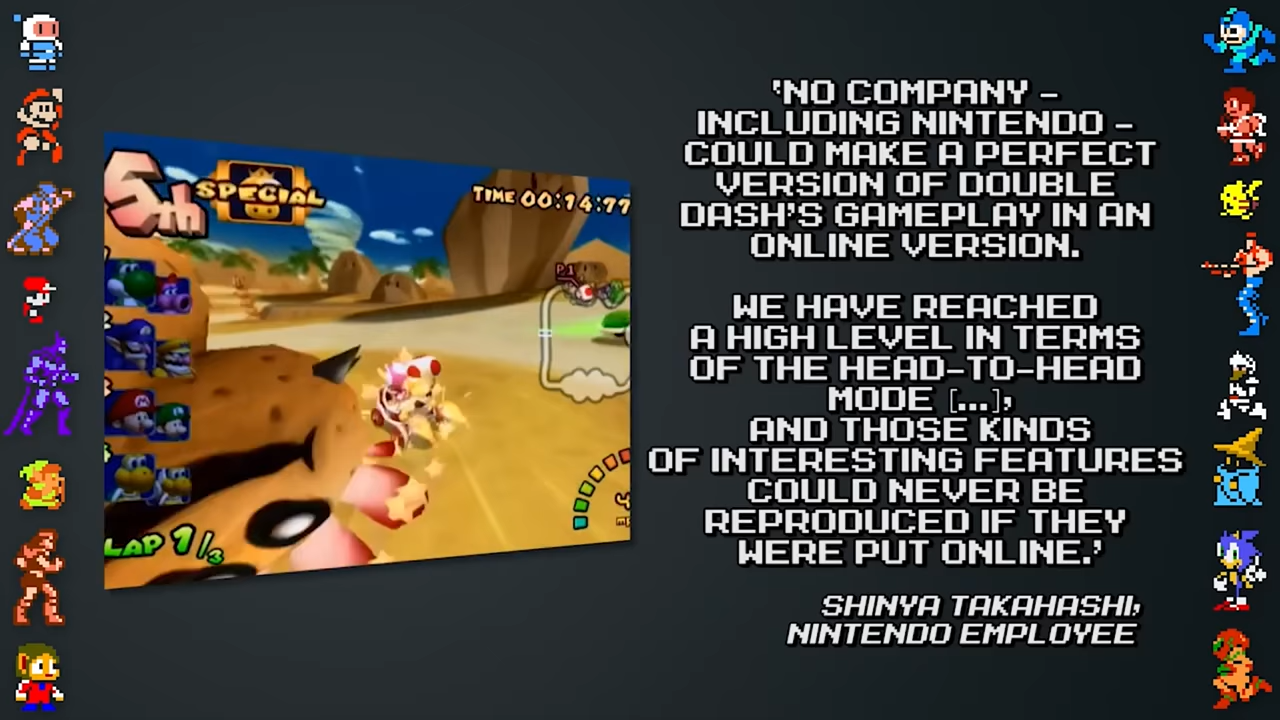 5th
SPECIAL
TIME 00:14:77
P1
LAP 1/3
'NO COMPANY –
INCLUDING NINTENDO –
COULD MAKE A PERFECT
VERSION OF DOUBLE
DASH'S GAMEPLAY IN AN
ONLINE VERSION.
WE HAVE REACHED
A HIGH LEVEL IN TERMS
OF THE HEAD-TO-HEAD
MODE [...],
AND THOSE KINDS
OF INTERESTING FEATURES
COULD NEVER BE
REPRODUCED IF THEY
WERE PUT ONLINE.'
SHINYA TAKAHASHI,
NINTENDO EMPLOYEE